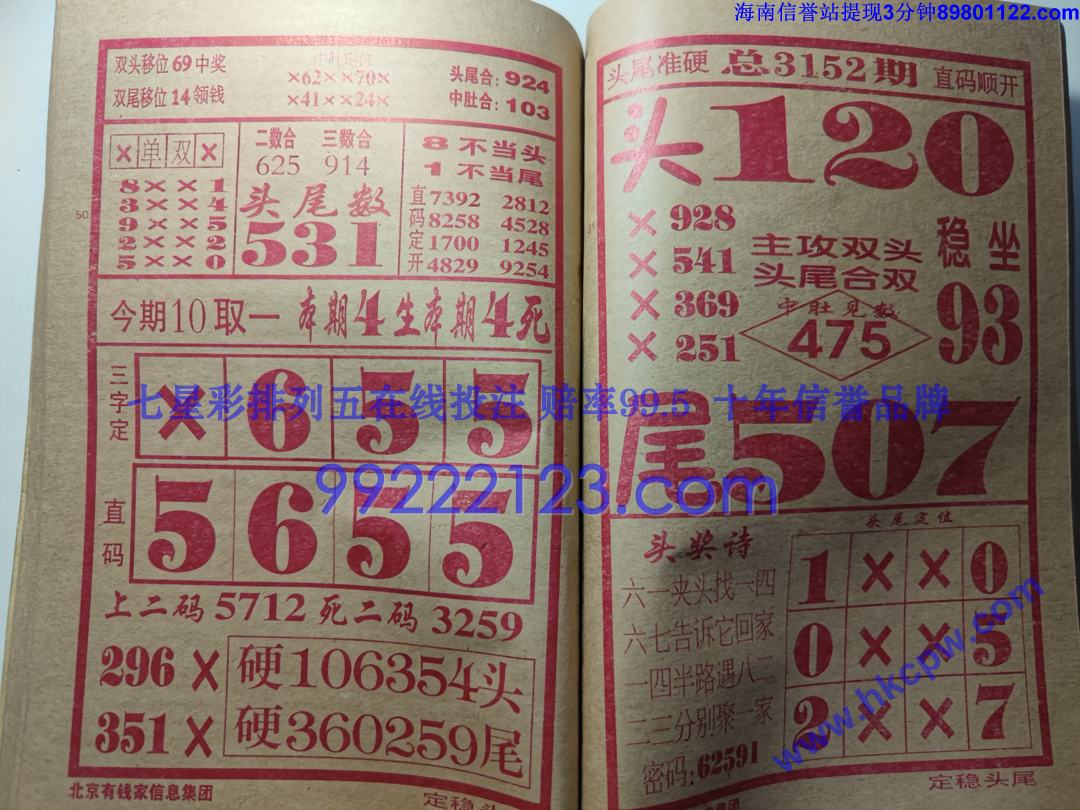 海南信誉站提现3分钟89801122.com
双头移位69中奖
双尾移位14领钱
×62××70×
×41××24×
头尾合:924
中肚合:103
×单双×
8××1
3××4
9××5
2××2
5××0
二数合 三数合
625 914
头尾数
531
8不当头
1不当尾
直码定开
7392 2812
8258 4528
1700 1245
4829 9254
50
今期10取一 本期4生本期4死
三字定
×655
直码
5655
上二码5712死二码3259
296×
351×
硬106354头
硬360259尾
北京有钱家信息集团
头尾准硬 总3152期 直码顺开
头120
×928
×541
×369
×251
主攻双头
头尾合双
中肚见数
475
稳坐
93
尾507
头奖诗
六一夹头找一四
六七告诉它回家
一四半路遇八二
二三分别聚一家
密码:62591
头尾定位
1××0
0××5
2××7
定稳头尾
七星彩排列五在线投注 赔率99.5 十年信誉品牌
99222123.com
www.hkcpw.com